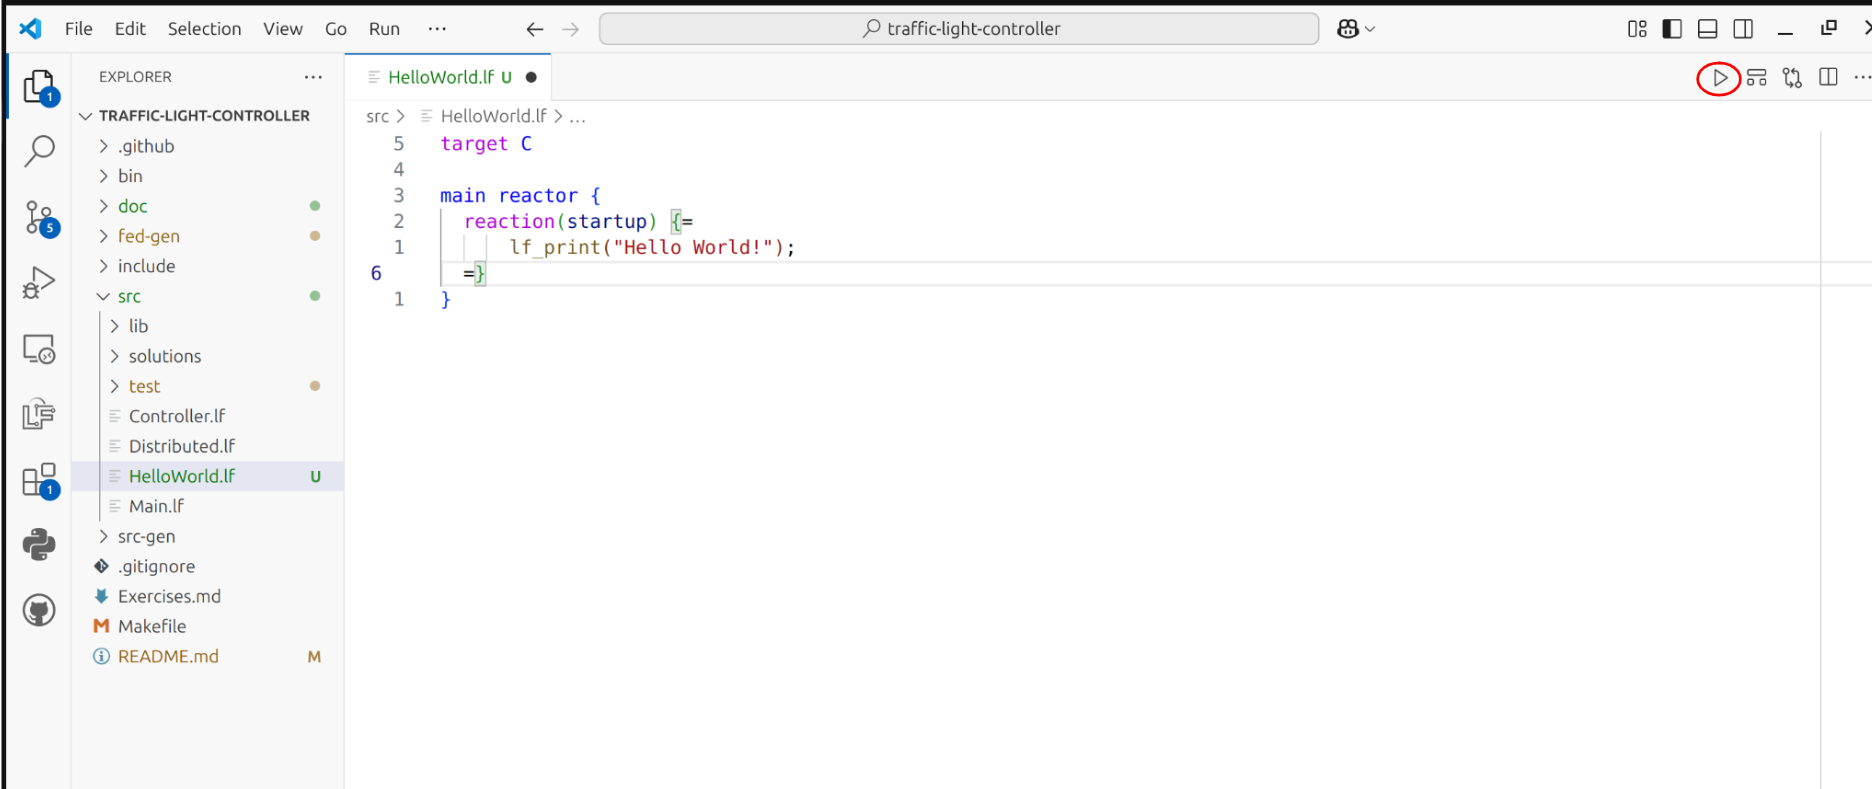 File Edit Selection View Go Run ··· traffic-light-controller
EXPLORER ···
HelloWorld.lf U
TRAFFIC-LIGHT-CONTROLLER
src > HelloWorld.lf > ...
.github
bin
doc
fed-gen
include
src
lib
solutions
test
Controller.lf
Distributed.lf
HelloWorld.lf U
Main.lf
src-gen
.gitignore
Exercises.md
Makefile
README.md M
1
5
1
5 target C
4
3 main reactor {
2 reaction(startup) {=
1 lf_print("Hello World!");
6 =}
1 }